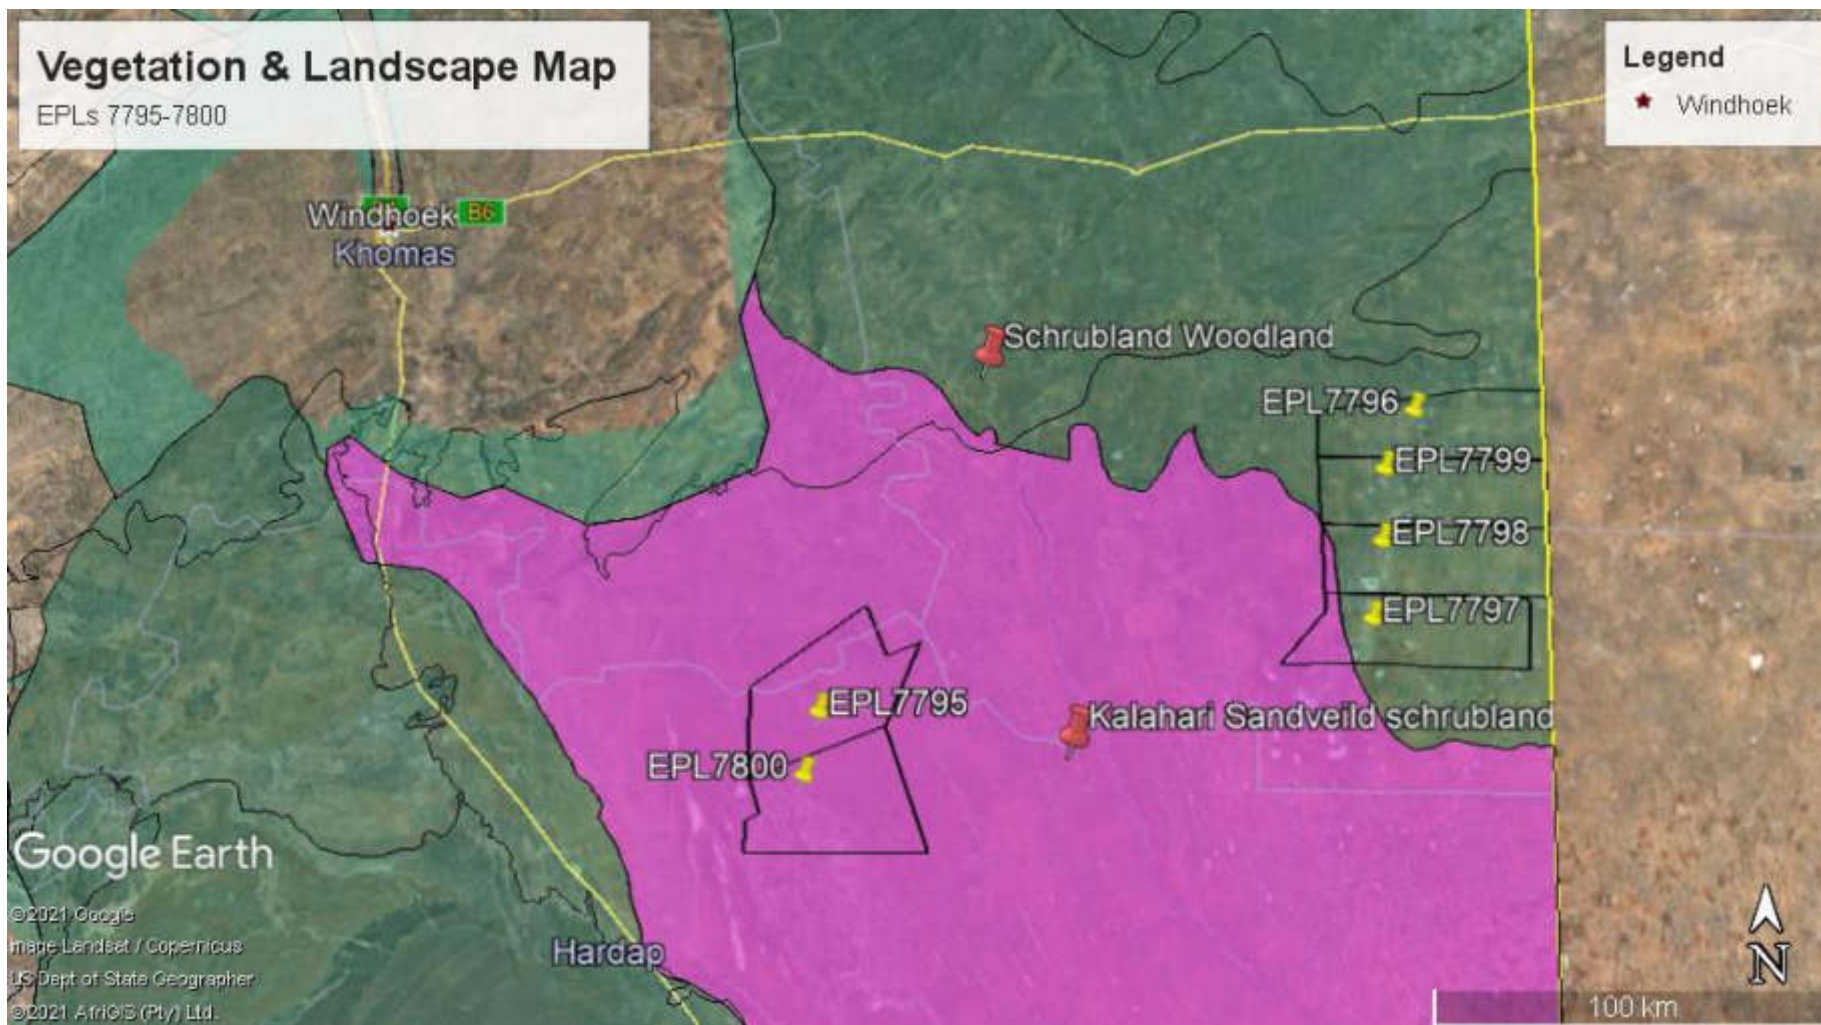 Vegetation & Landscape Map
EPLs 7795-7800
Legend
Windhoek
Windhoek
B6
Khomas
Schrubland Woodland
EPL7796
EPL7799
EPL7798
EPL7797
EPL7795
Kalahari Sandveild schrubland
EPL7800
Hardap
Google Earth
©2021 Google
Image Landsat / Copernicus
US Dept of State Geographer
©2021 AfriGIS (Pty) Ltd.
N
100 km